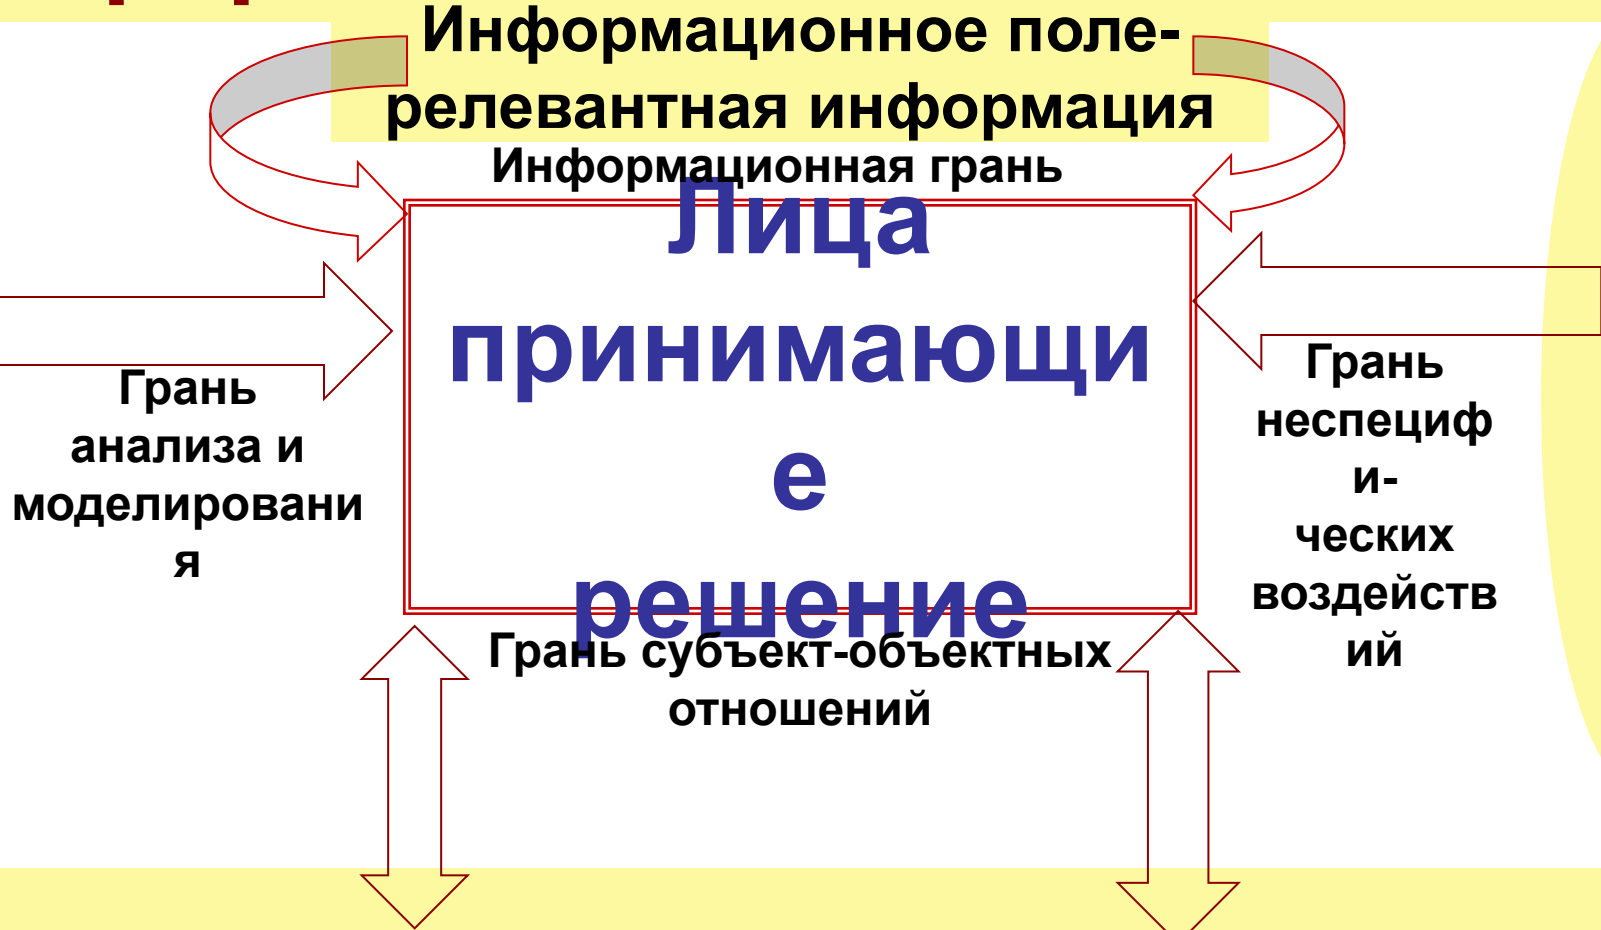 Информационное поле-
релевантная информация
Информационная грань
Лица
принимающи
е
решение
Грань
анализа и
моделировани
я
Грань
неспециф
и-
ческих
воздейств
ий
Грань субъект-объектных
отношений